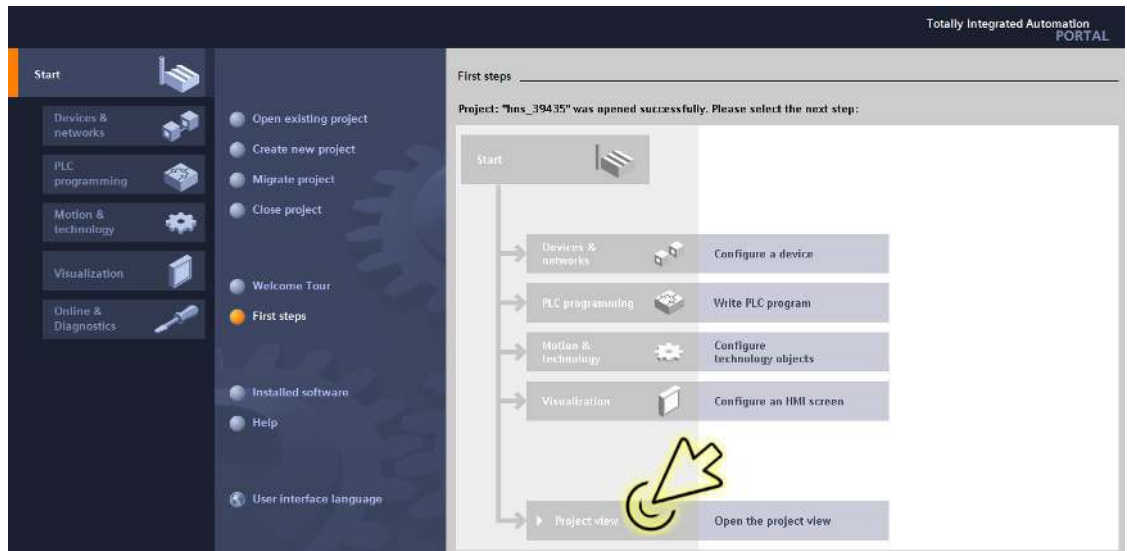 Totally Integrated Automation
PORTAL
Start
Devices &
networks
PLC
programming
Motion &
technology
Visualization
Online &
Diagnostics
Open existing project
Create new project
Migrate project
Close project
Welcome Tour
First steps
Installed software
Help
User interface language
First steps
Project: "hns_39435" was opened successfully. Please select the next step:
Start
Devices &
networks
Configure a device
PLC programming
Write PLC program
Motion &
technology
Configure
technology objects
Visualization
Configure an HMI screen
Project view
Open the project view